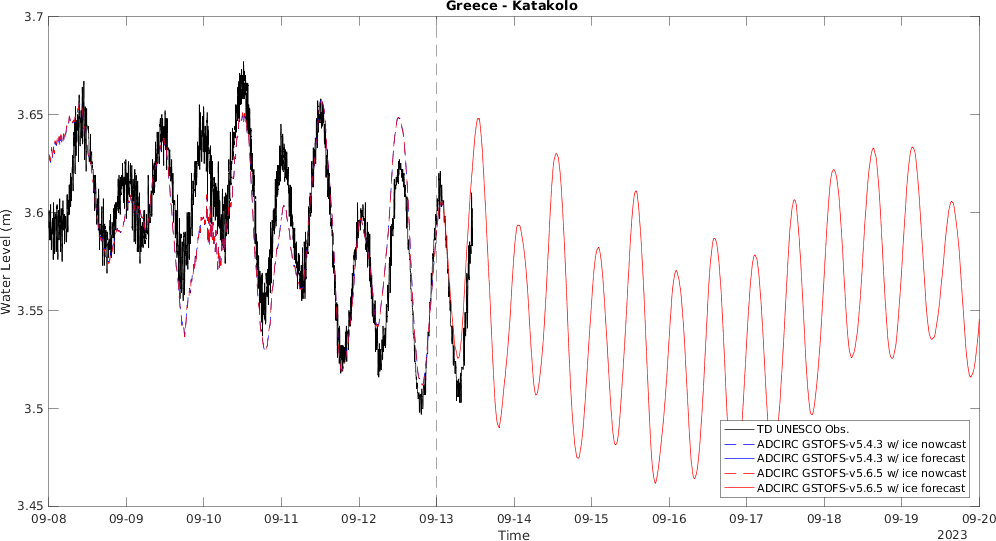 Greece - Katakolo
3.7
3.65
3.6
3.55
3.5
3.45
Water Level (m)
09-08 09-09 09-10 09-11 09-12 09-13 09-14 09-15 09-16 09-17 09-18 09-19 09-20
Time
2023
TD UNESCO Obs.
ADCIRC GSTOFS-v5.4.3 w/ ice nowcast
ADCIRC GSTOFS-v5.4.3 w/ ice forecast
ADCIRC GSTOFS-v5.6.5 w/ ice nowcast
ADCIRC GSTOFS-v5.6.5 w/ ice forecast